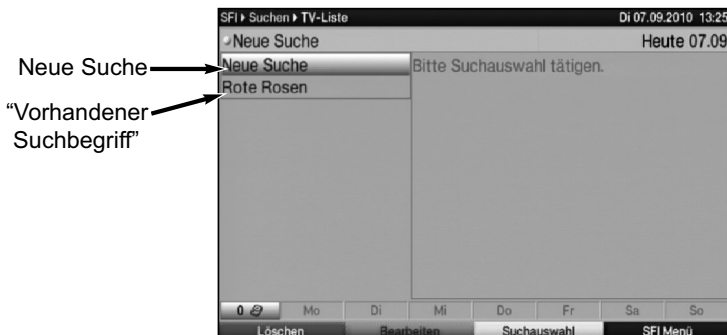 SFI ▸ Suchen ▸ TV-Liste Di 07.09.2010 13:25
Neue Suche Heute 07.09
Neue Suche Neue Suche Bitte Suchauswahl tätigen.
“Vorhandener Suchbegriff” Rote Rosen
0 Mo Di Mi Do Fr Sa So
Löschen Bearbeiten Suchauswahl SFI Menü